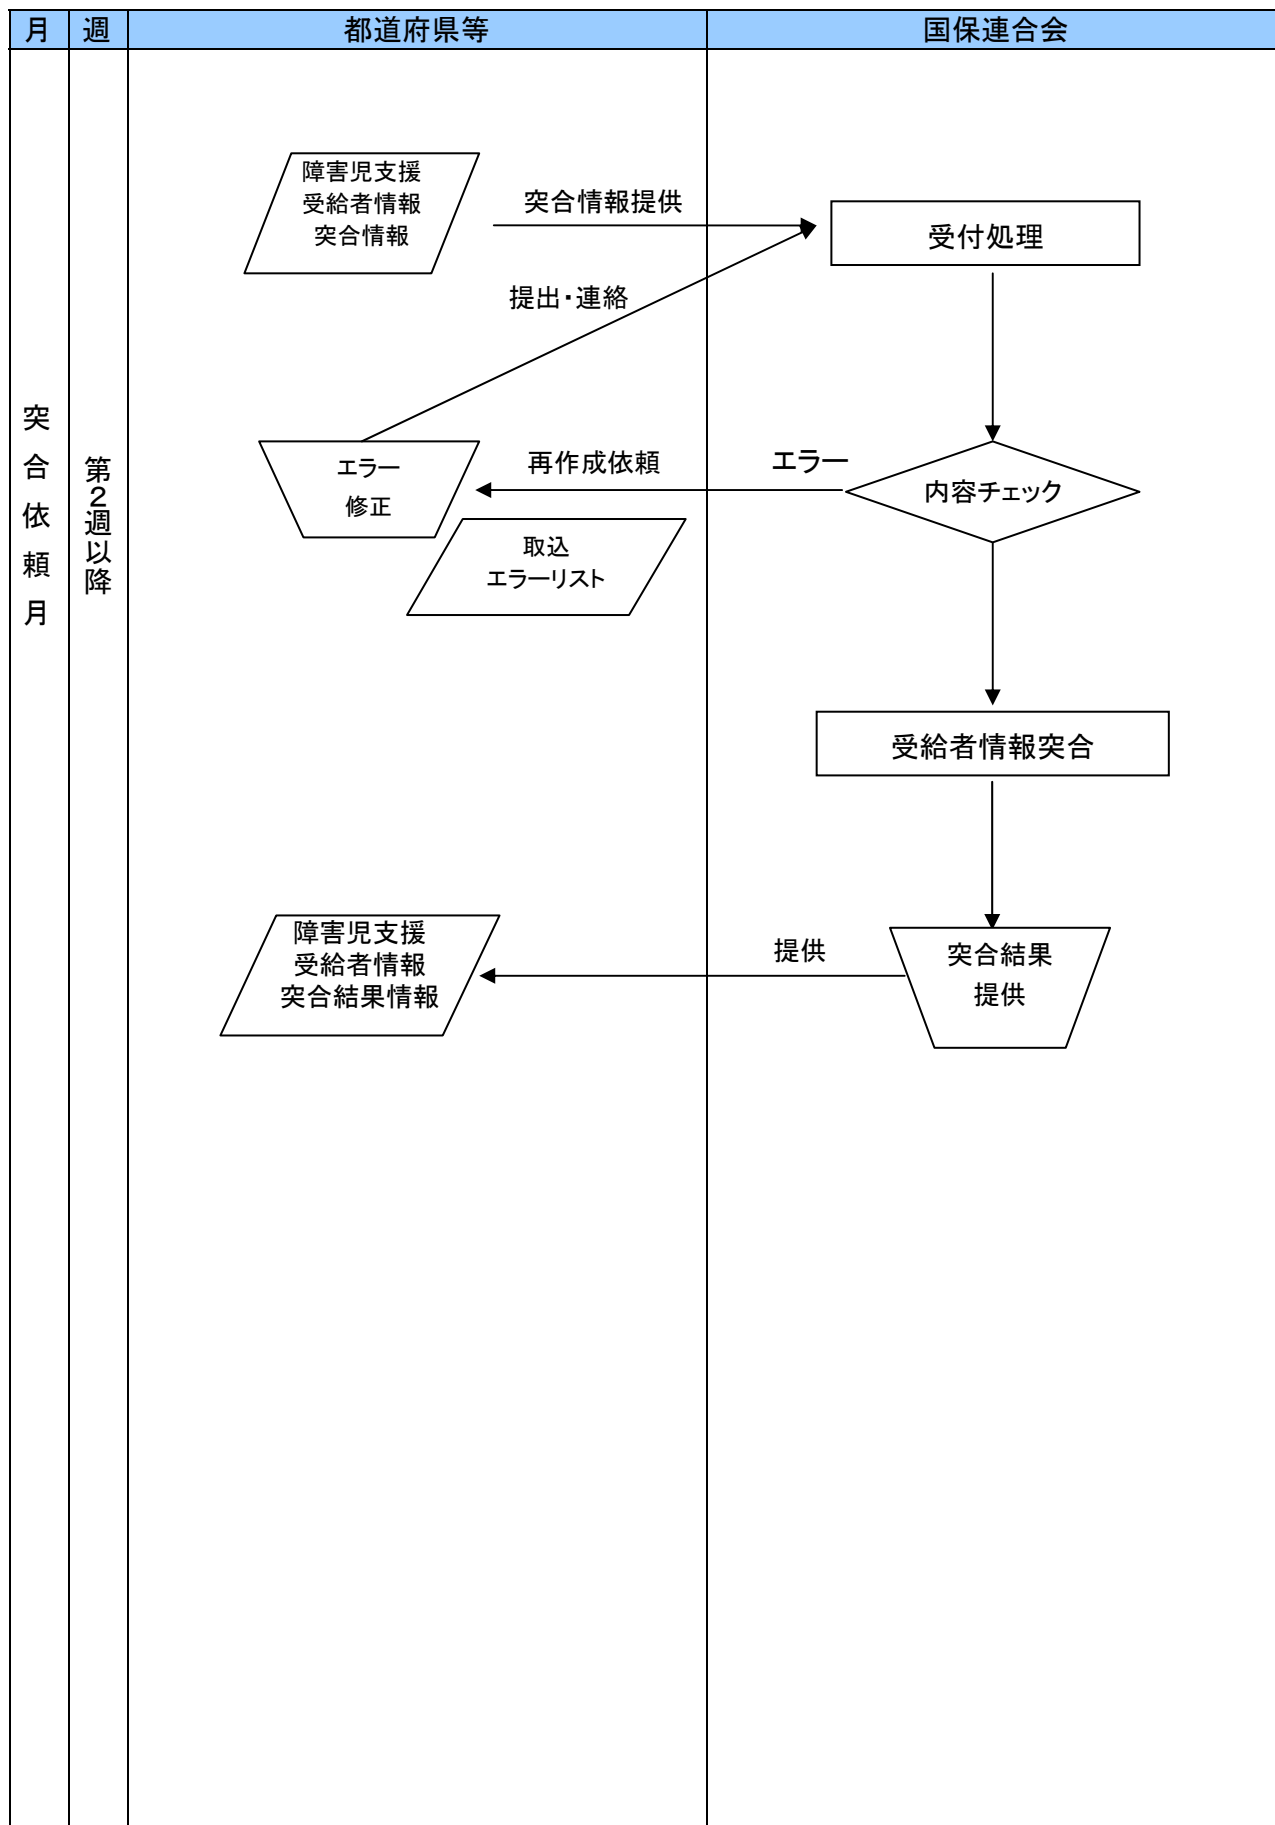 月
週
都道府県等
国保連合会
突合依頼月
第2週以降
障害児支援
受給者情報
突合情報
突合情報提供
受付処理
提出・連絡
エラー
修正
再作成依頼
エラー
内容チェック
取込
エラーリスト
受給者情報突合
障害児支援
受給者情報
突合結果情報
提供
突合結果
提供